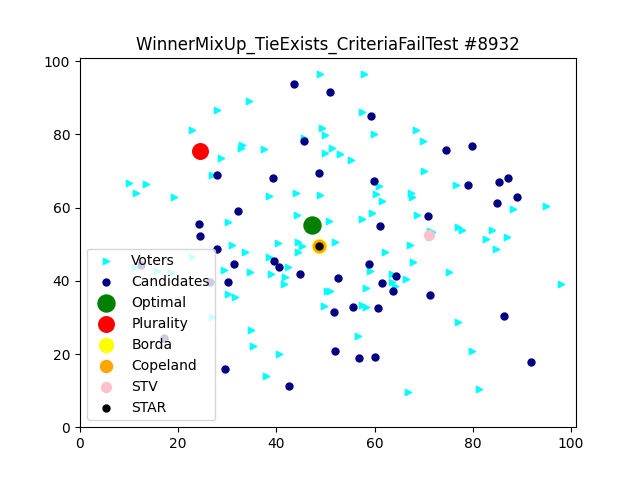 WinnerMixUp_TieExists_CriteriaFailTest #8932
100
80
60
40
20
0
Voters
Candidates
Optimal
Plurality
Borda
Copeland
STV
STAR
0 20 40 60 80 100